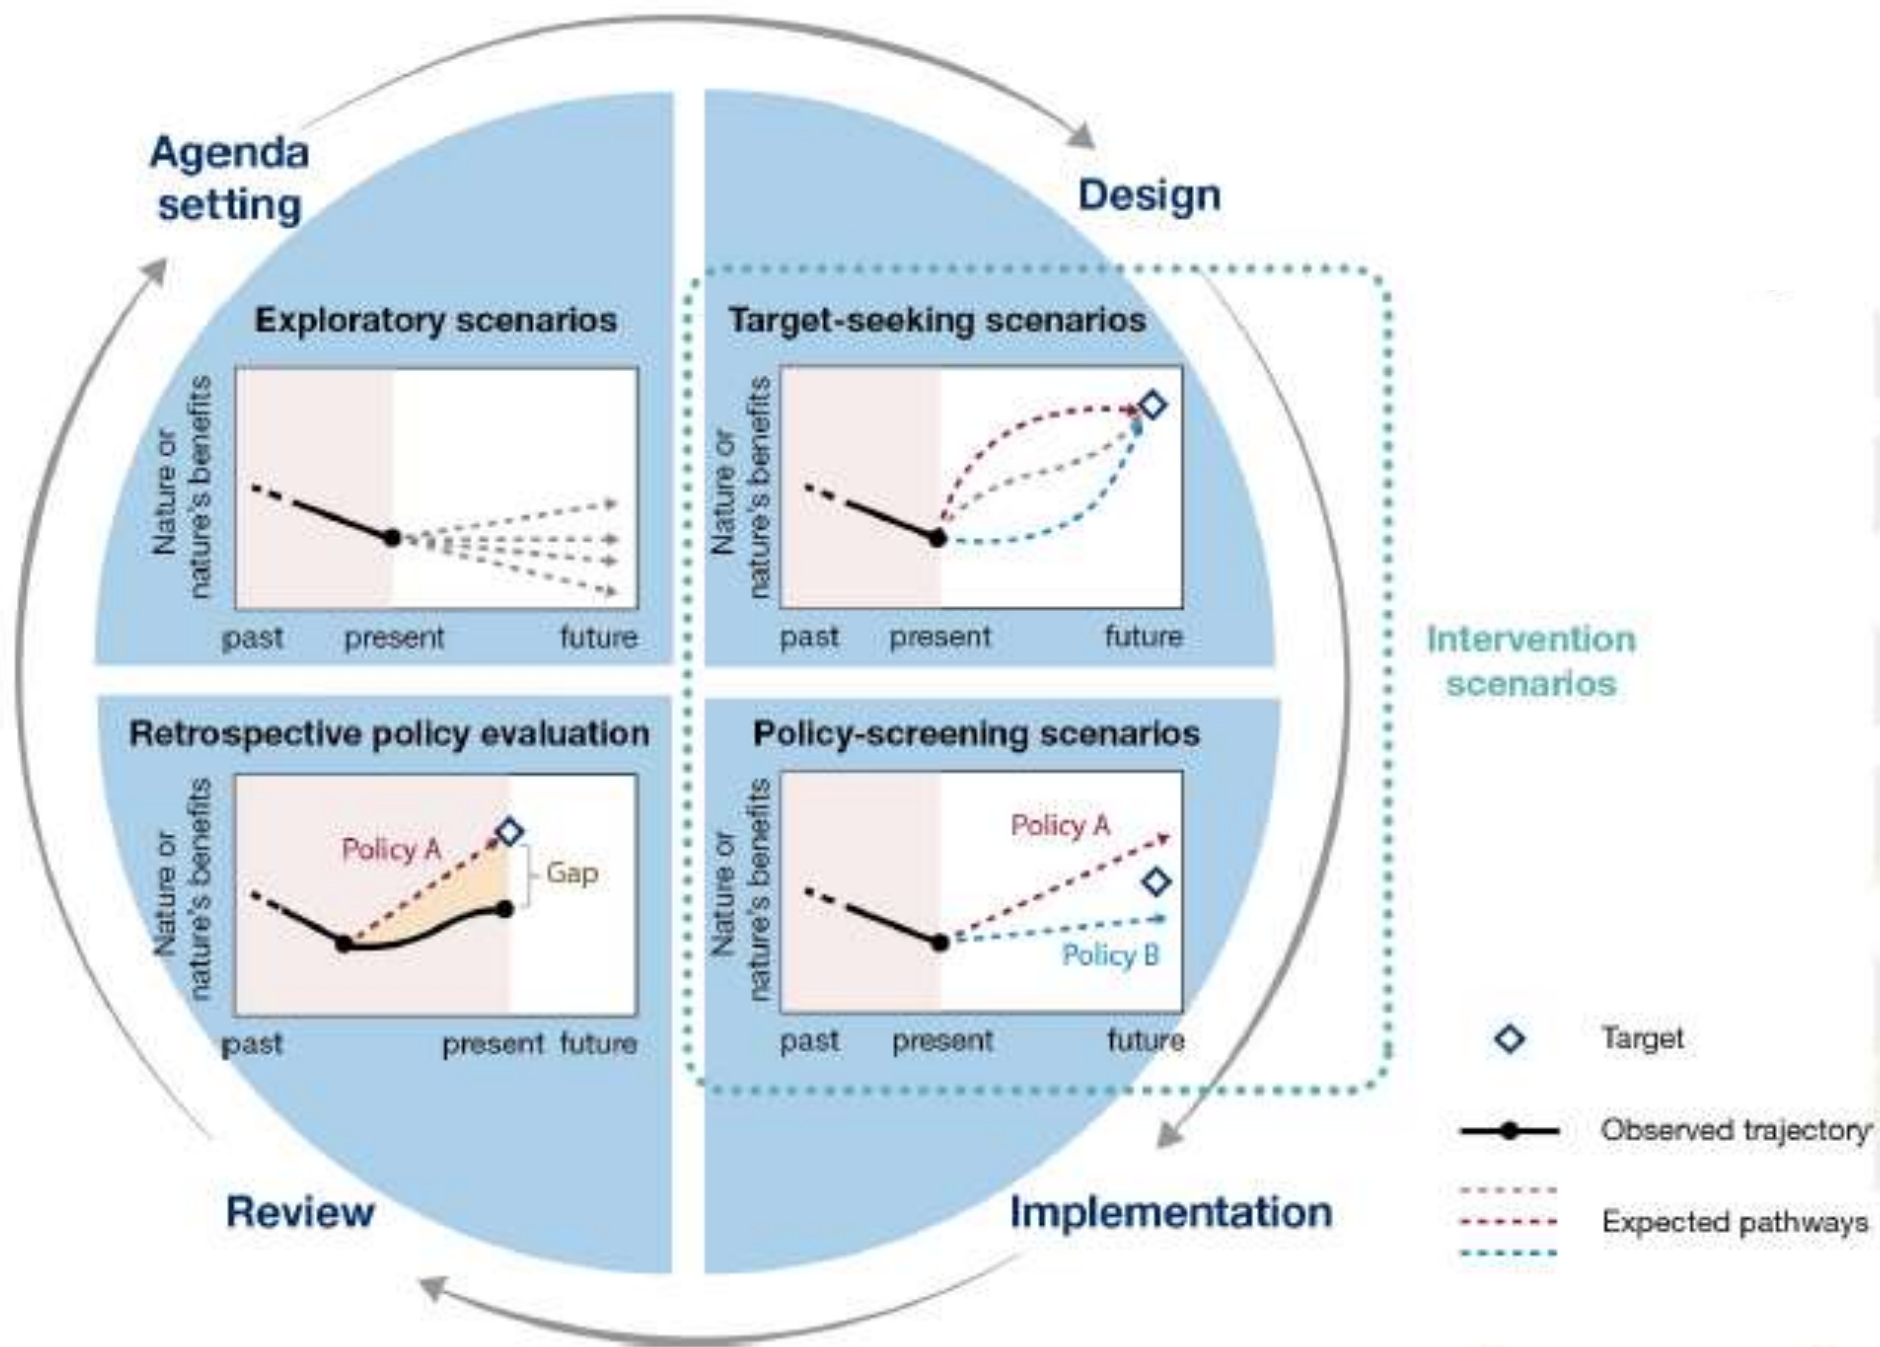 Agenda
setting
Design
Exploratory scenarios
Nature or
nature's benefits
past present future
Target-seeking scenarios
Nature or
nature's benefits
past present future
Intervention
scenarios
Retrospective policy evaluation
Nature or
nature's benefits
Policy A
Gap
past present future
Policy-screening scenarios
Nature or
nature's benefits
Policy A
Policy B
past present future
Review
Implementation
Target
Observed trajectory
Expected pathways